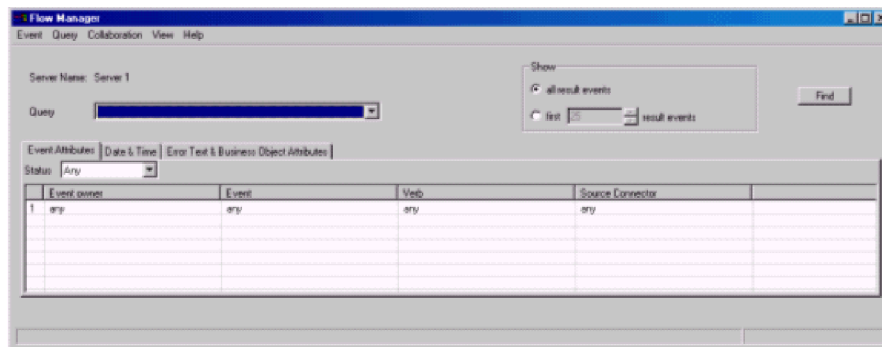 Flow Manager
Event Query Collaboration View Help
Server Name: Server 1
Query
Show
all result events
first 25 result events
Find
Event Attributes Date & Time Error Text & Business Object Attributes
Status Any
Event owner Event Verb Source Connector
1 any any any any